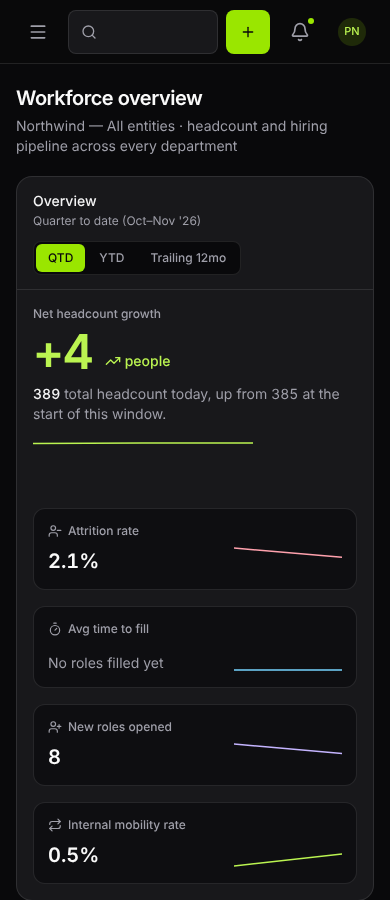 PN
Workforce overview
Northwind — All entities · headcount and hiring
pipeline across every department
Overview
Quarter to date (Oct–Nov '26)
QTD YTD Trailing 12mo
Net headcount growth
+4 people
389 total headcount today, up from 385 at the
start of this window.
Attrition rate
2.1%
Avg time to fill
No roles filled yet
New roles opened
8
Internal mobility rate
0.5%